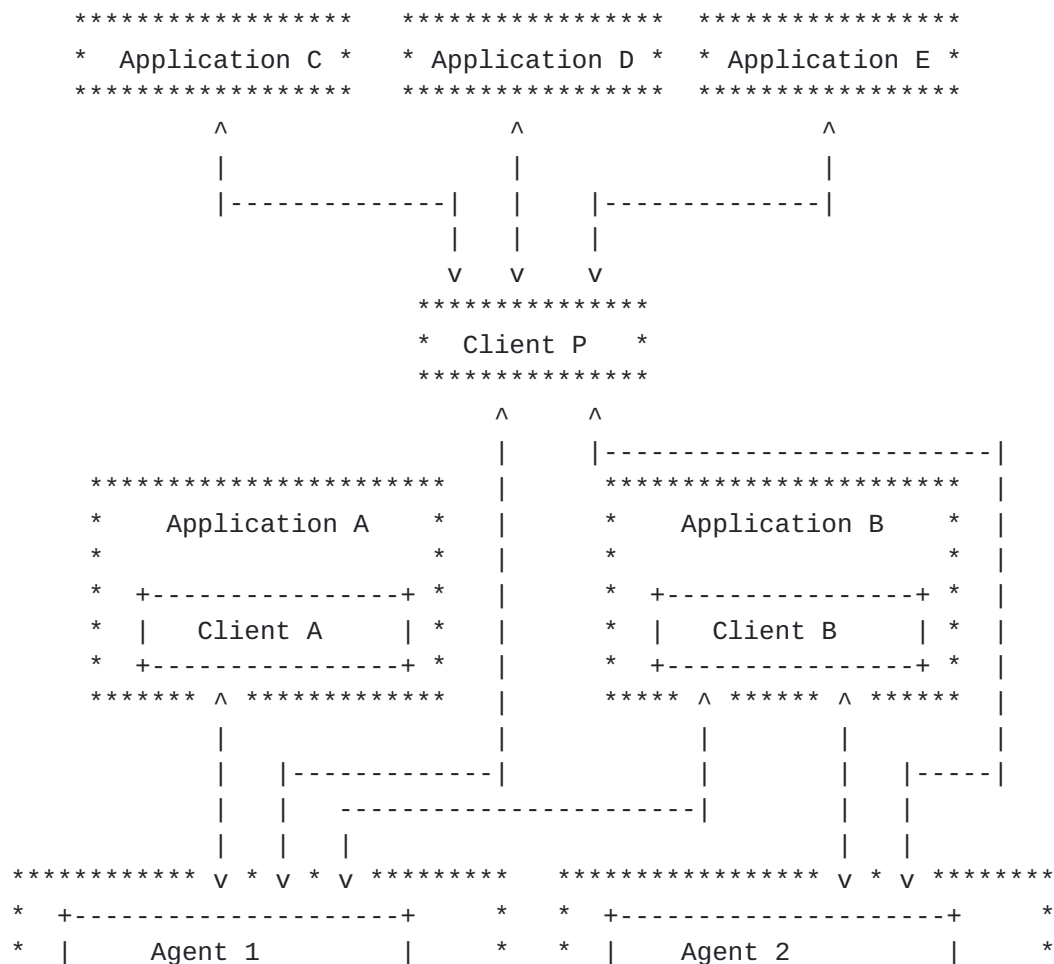 ******************   *****************  *****************
*  Application C *   * Application D *  * Application E *
******************   *****************  *****************
         ^                  ^                   ^
         |                  |                   |
         |--------------|   |    |--------------|
                        |   |    |
                        v   v    v
                      ***************
                      *  Client P   *
                      ***************
                           ^     ^
                           |     |-------------------------|
 ***********************   |      ***********************  |
 *    Application A    *   |      *    Application B    *  |
 *                     *   |      *                     *  |
 *  +----------------+ *   |      *  +----------------+ *  |
 *  |   Client A     | *   |      *  |   Client B     | *  |
 *  +----------------+ *   |      *  +----------------+ *  |
 ******* ^ *************   |      ***** ^ ****** ^ ******  |
         |                 |            |        |         |
         |   |-------------|            |        |   |-----|
         |   |   -----------------------|        |   |
         |   |   |                               |   |
************ v * v * v *********   ***************** v * v ********
*  +---------------------+     *   *  +---------------------+     *
*  |     Agent 1         |     *   *  |    Agent 2          |     *